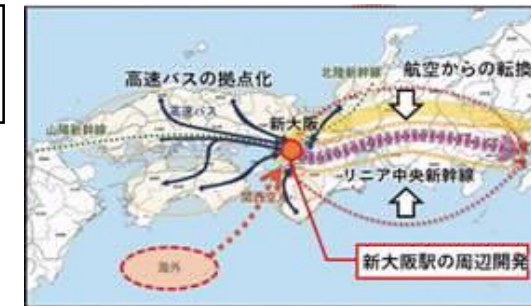 高速バスの拠点化
北陸新幹線
航空からの転換
高速バス
新大阪
山陽新幹線
リニア中央新幹線
関西空
海外
新大阪駅の周辺開発